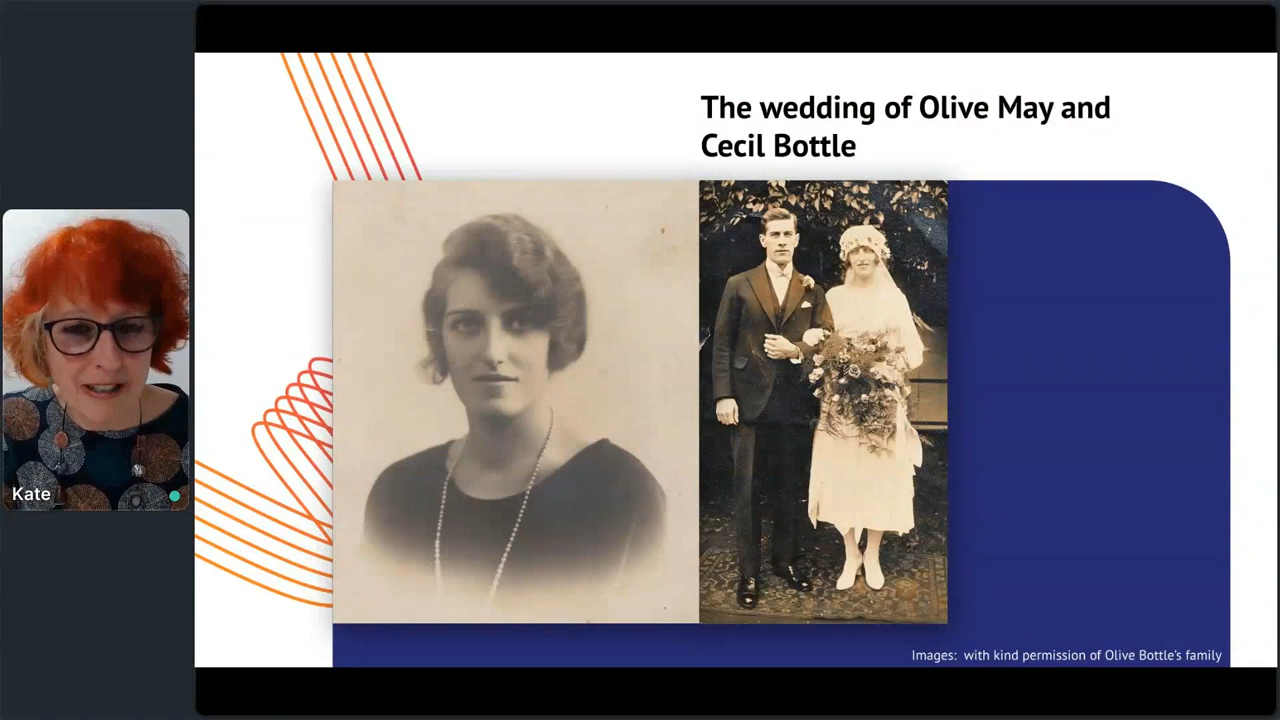 The wedding of Olive May and
Cecil Bottle
Kate
Images:  with kind permission of Olive Bottle's family